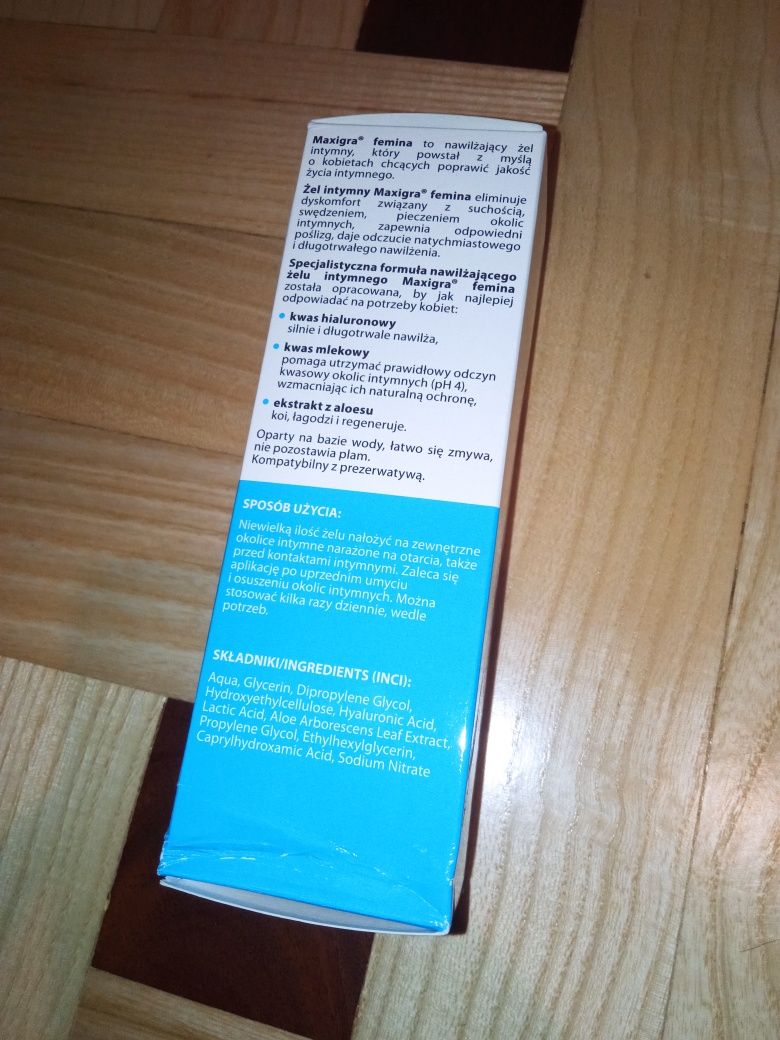 Maxigra® femina to nawilżający żel
intymny, który powstał z myślą
o kobietach chcących poprawić jakość
życia intymnego.
Żel intymny Maxigra® femina eliminuje
dyskomfort związany z suchością,
swędzeniem, pieczeniem okolic
intymnych, zapewnia odpowiedni
poślizg, daje odczucie natychmiastowego
i długotrwałego nawilżenia.
Specjalistyczna formuła nawilżającego
żelu intymnego Maxigra® femina
została opracowana, by jak najlepiej
odpowiadać na potrzeby kobiet:
• kwas hialuronowy
silnie i długotrwale nawilża,
• kwas mlekowy
pomaga utrzymać prawidłowy odczyn
kwasowy okolic intymnych (pH 4),
wzmacniając ich naturalną ochronę,
• ekstrakt z aloesu
koi, łagodzi i regeneruje.
Oparty na bazie wody, łatwo się zmywa,
nie pozostawia plam.
Kompatybilny z prezerwatywą.
SPOSÓB UŻYCIA:
Niewielką ilość żelu nałożyć na zewnętrzne
okolice intymne narażone na otarcia, także
przed kontaktami intymnymi. Zaleca się
aplikację po uprzednim umyciu
i osuszeniu okolic intymnych. Można
stosować kilka razy dziennie, wedle
potrzeb.
SKŁADNIKI/INGREDIENTS (INCI):
Aqua, Glycerin, Dipropylene Glycol,
Hydroxyethylcellulose, Hyaluronic Acid,
Lactic Acid, Aloe Arborescens Leaf Extract,
Propylene Glycol, Ethylhexylglycerin,
Caprylhydroxamic Acid, Sodium Nitrate